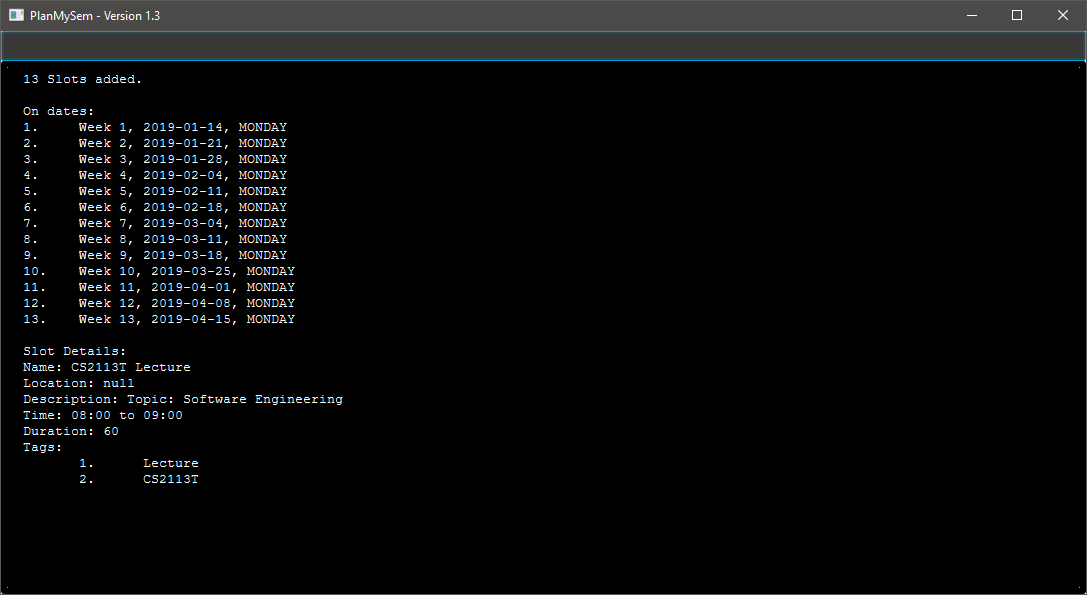 PlanMySem - Version 1.3
13 Slots added.
On dates:
1. Week 1, 2019-01-14, MONDAY
2. Week 2, 2019-01-21, MONDAY
3. Week 3, 2019-01-28, MONDAY
4. Week 4, 2019-02-04, MONDAY
5. Week 5, 2019-02-11, MONDAY
6. Week 6, 2019-02-18, MONDAY
7. Week 7, 2019-03-04, MONDAY
8. Week 8, 2019-03-11, MONDAY
9. Week 9, 2019-03-18, MONDAY
10. Week 10, 2019-03-25, MONDAY
11. Week 11, 2019-04-01, MONDAY
12. Week 12, 2019-04-08, MONDAY
13. Week 13, 2019-04-15, MONDAY
Slot Details:
Name: CS2113T Lecture
Location: null
Description: Topic: Software Engineering
Time: 08:00 to 09:00
Duration: 60
Tags:
1. Lecture
2. CS2113T